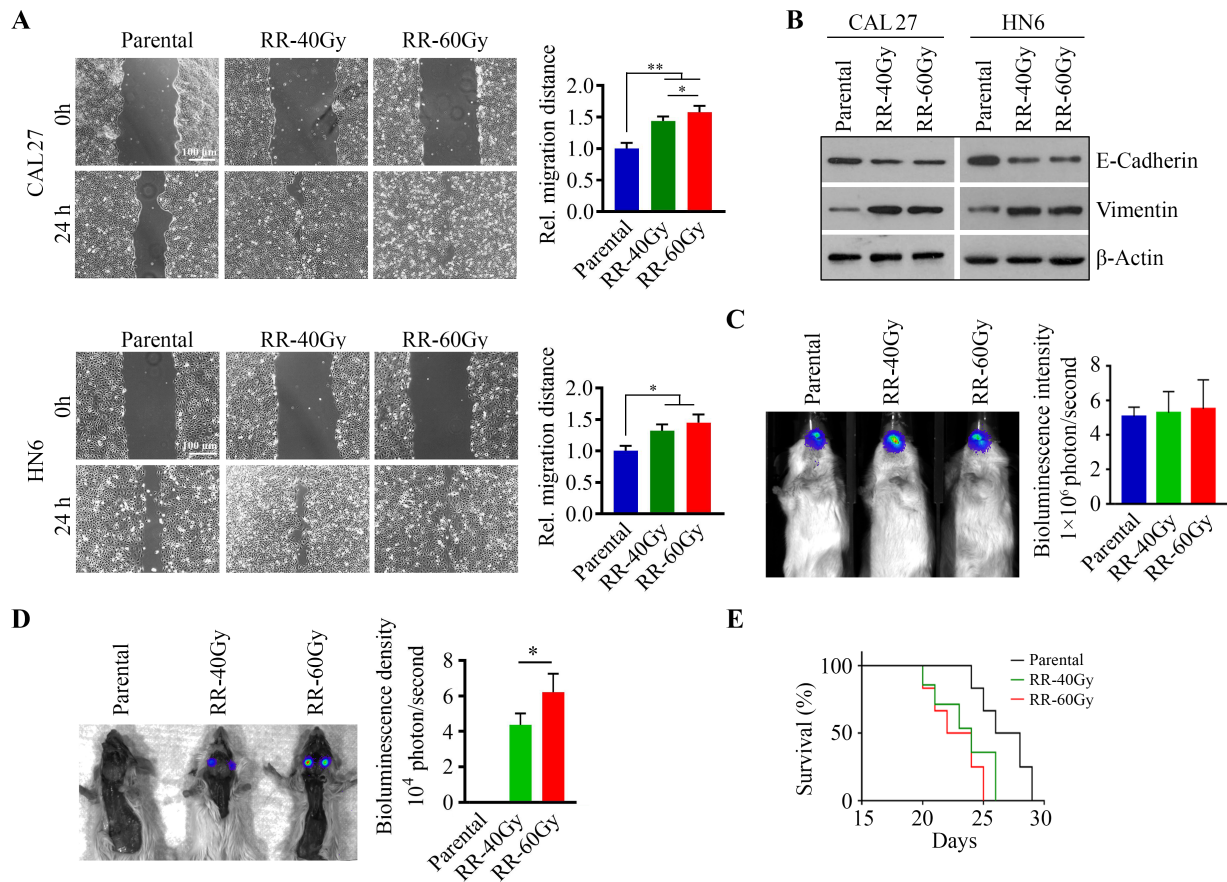 A
Parental
RR-40Gy
RR-60Gy
CAL27
0h
100 μm
24 h
Rel. migration distance
2.0
1.5
1.0
0.5
0.0
**
*
Parental
RR-40Gy
RR-60Gy
Parental
RR-40Gy
RR-60Gy
HN6
0h
100 μm
24 h
Rel. migration distance
2.0
1.5
1.0
0.5
0.0
*
Parental
RR-40Gy
RR-60Gy
B
CAL27
HN6
Parental
RR-40Gy
RR-60Gy
Parental
RR-40Gy
RR-60Gy
E-Cadherin
Vimentin
β-Actin
C
Parental
RR-40Gy
RR-60Gy
Bioluminescence intensity
1×10⁶ photon/second
8
6
4
2
0
Parental
RR-40Gy
RR-60Gy
D
Parental
RR-40Gy
RR-60Gy
Bioluminescence density
10⁴ photon/second
8
6
4
2
0
*
Parental
RR-40Gy
RR-60Gy
E
Survival (%)
100
50
0
15
20
25
30
Days
Parental
RR-40Gy
RR-60Gy